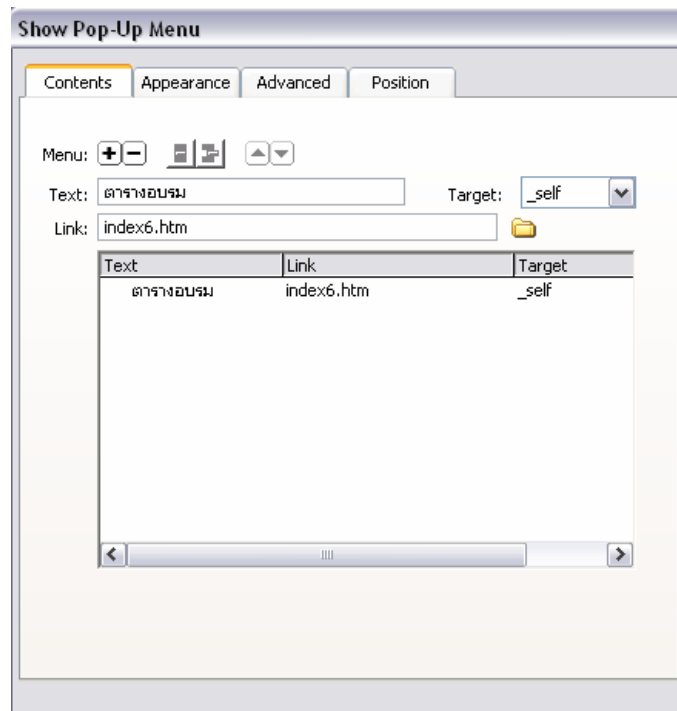 Show Pop-Up Menu
Contents Appearance Advanced Position
Menu:
Text: ตารางอบรม Target: _self
Link: index6.htm
Text Link Target
ตารางอบรม index6.htm _self